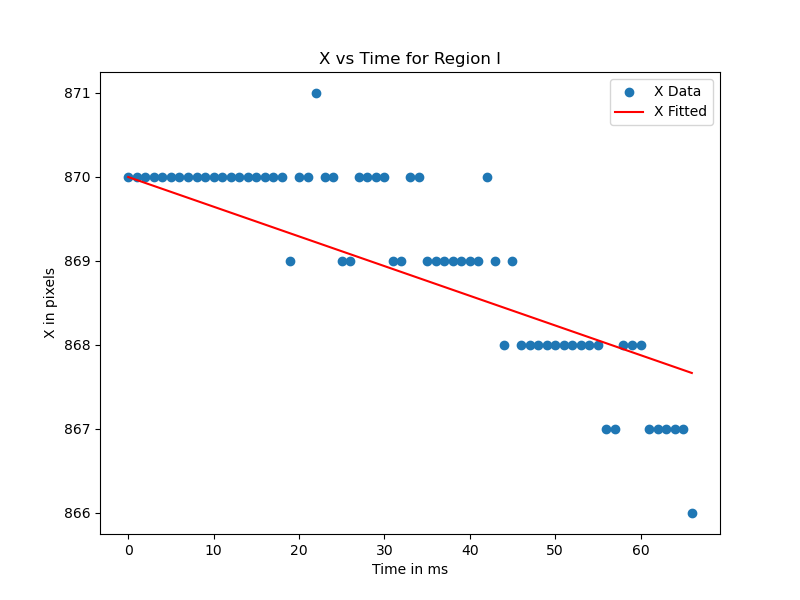 X vs Time for Region I
X Data
X Fitted
871
870
869
868
867
866
X in pixels
0 10 20 30 40 50 60
Time in ms